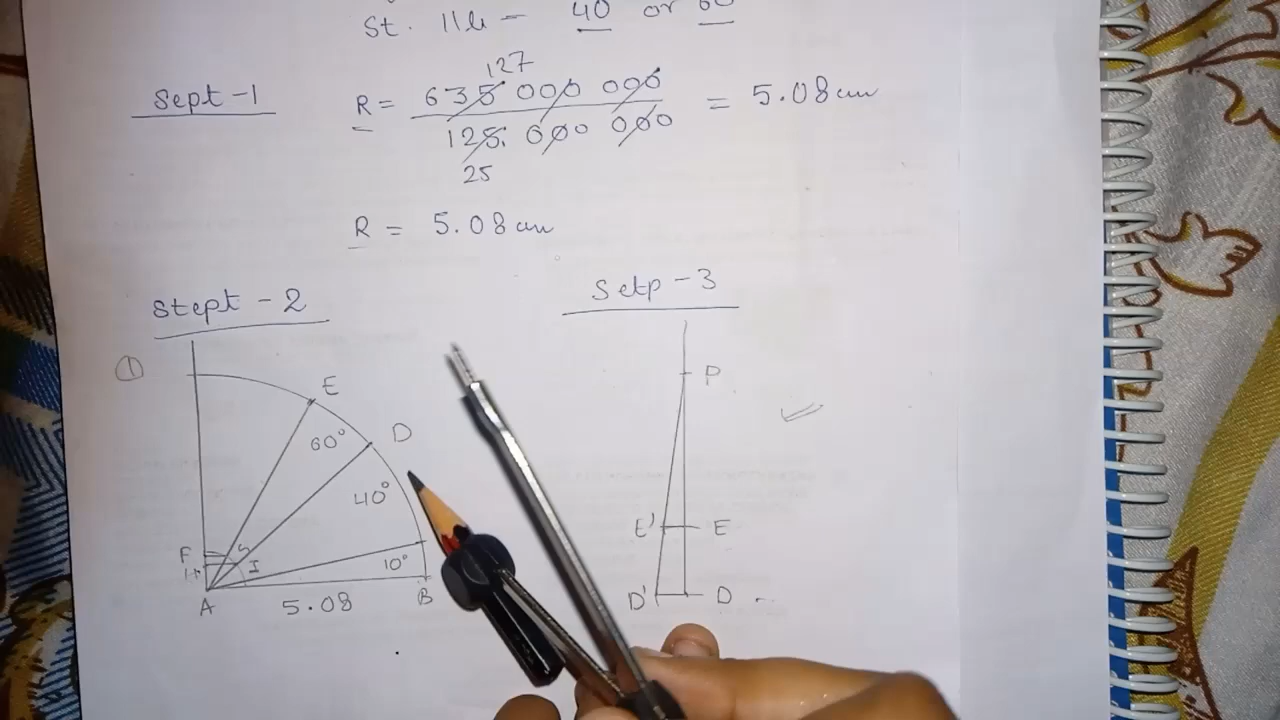 St. 11le = 40 or 60
127
Sept -1 R = 635 000 000 = 5.08 cm
125. 000 000
25
R = 5.08 cm
Stept - 2
Setp - 3
①
E
60°
D
40°
F
S
I
H
10°
A
5.08
B
P
E' E
D' D